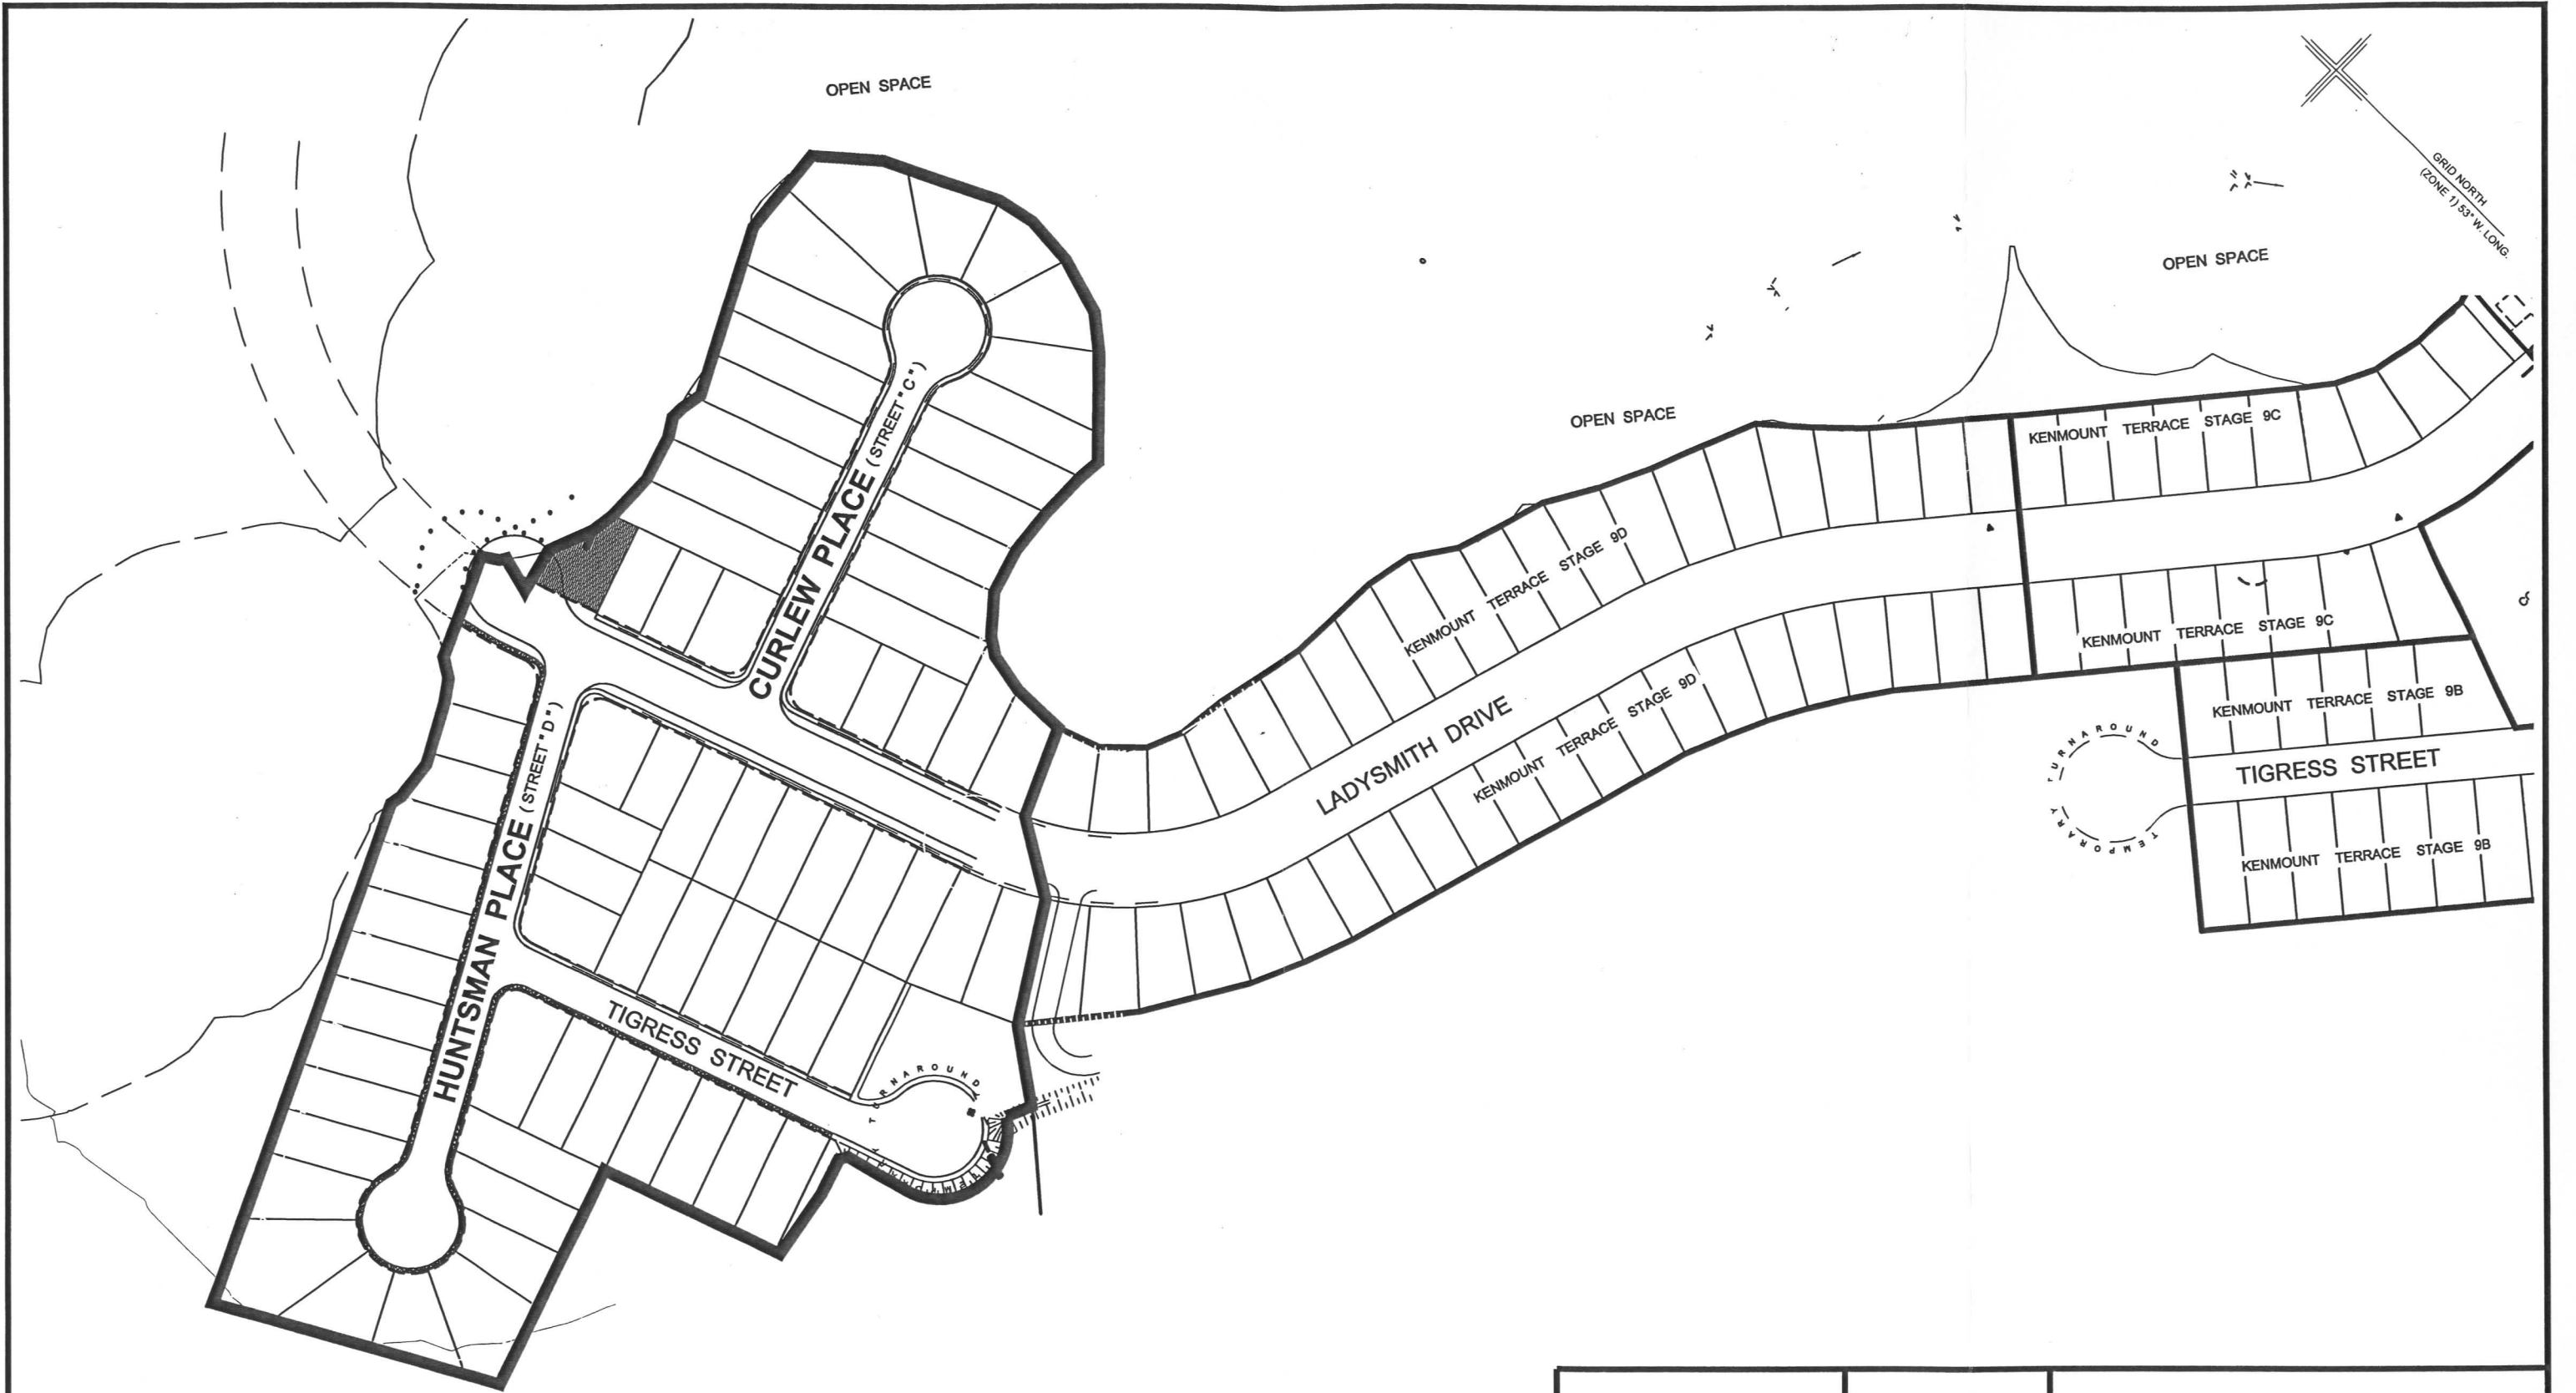 OPEN SPACE
GRID NORTH
(ZONE 1) 53° W. LONG.
OPEN SPACE
OPEN SPACE
CURLEW PLACE (STREET "C")
KENMOUNT TERRACE STAGE 9C
KENMOUNT TERRACE STAGE 9D
KENMOUNT TERRACE STAGE 9C
KENMOUNT TERRACE STAGE 9D
KENMOUNT TERRACE STAGE 9B
LADYSMITH DRIVE
TEMPORARY TURNAROUND
TIGRESS STREET
KENMOUNT TERRACE STAGE 9B
HUNTSMAN PLACE (STREET "D")
TIGRESS STREET
TURNAROUND